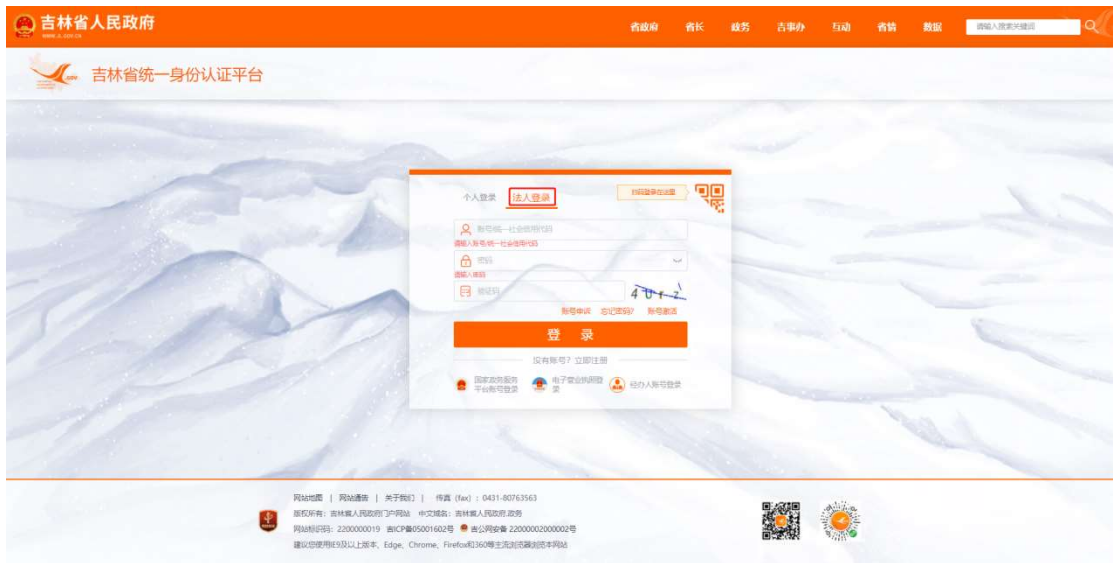 吉林省人民政府
WWW.JL.GOV.CN
省政府 省长 政务 吉事办 互动 省情 数据 请输入搜索关键词
吉林省统一身份认证平台
个人登录 法人登录 扫码登录在这里
账号/统一社会信用代码
请输入账号/统一社会信用代码
密码
请输入密码
验证码
账号申诉 忘记密码? 账号激活
登 录
没有账号? 立即注册
国家政务服务
平台账号登录
电子营业执照登
录
经办人账号登录
网站地图 | 网站通告 | 关于我们 | 传真 (fax) : 0431-80763563
版权所有: 吉林省人民政府门户网站 中文域名: 吉林省人民政府.政务
网站标识码: 2200000019 吉ICP备05001602号 吉公网安备 22000002000002号
建议您使用IE9及以上版本、Edge、Chrome、Firefox和360等主流浏览器浏览本网站